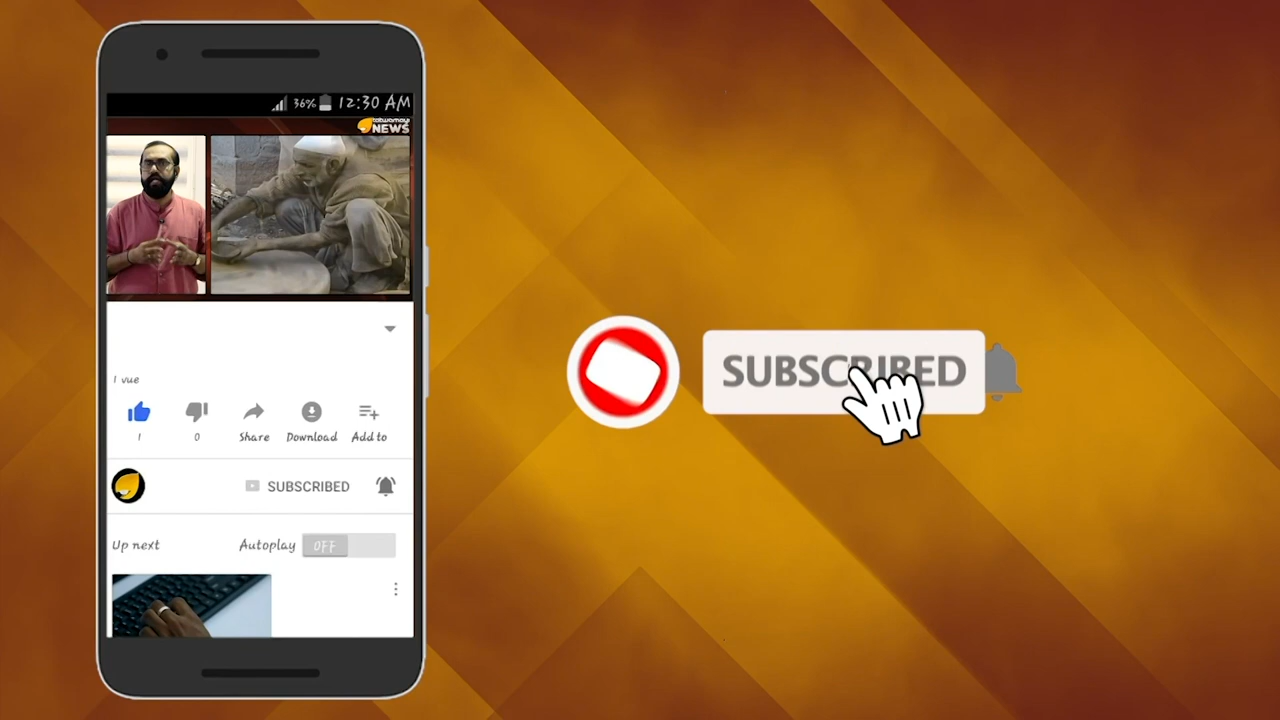 36% 12:30 AM
tatwamayi
NEWS
1 vue
1
0
Share
Download
Add to
SUBSCRIBED
Up next
Autoplay
OFF
SUBSCRIBED